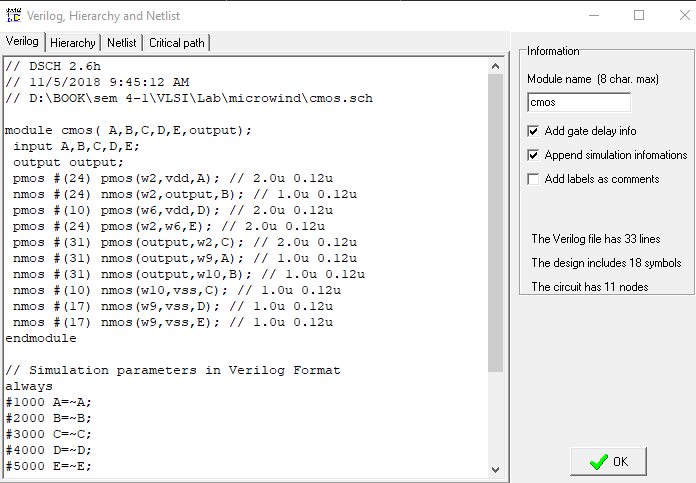 Verilog, Hierarchy and Netlist
Verilog Hierarchy Netlist Critical path
// DSCH 2.6h
// 11/5/2018 9:45:12 AM
// D:\BOOK\sem 4-1\VLSI\Lab\microwind\cmos.sch
module cmos( A,B,C,D,E,output);
input A,B,C,D,E;
output output;
pmos #(24) pmos(w2,vdd,A); // 2.0u 0.12u
nmos #(24) nmos(w2,output,B); // 1.0u 0.12u
pmos #(10) pmos(w6,vdd,D); // 2.0u 0.12u
pmos #(24) pmos(w2,w6,E); // 2.0u 0.12u
pmos #(31) pmos(output,w2,C); // 2.0u 0.12u
nmos #(31) nmos(output,w9,A); // 1.0u 0.12u
nmos #(31) nmos(output,w10,B); // 1.0u 0.12u
nmos #(10) nmos(w10,vss,C); // 1.0u 0.12u
nmos #(17) nmos(w9,vss,D); // 1.0u 0.12u
nmos #(17) nmos(w9,vss,E); // 1.0u 0.12u
endmodule
// Simulation parameters in Verilog Format
always
#1000 A=~A;
#2000 B=~B;
#3000 C=~C;
#4000 D=~D;
#5000 E=~E;
Information
Module name (8 char. max)
cmos
Add gate delay info
Append simulation infomations
Add labels as comments
The Verilog file has 33 lines
The design includes 18 symbols
The circuit has 11 nodes
OK